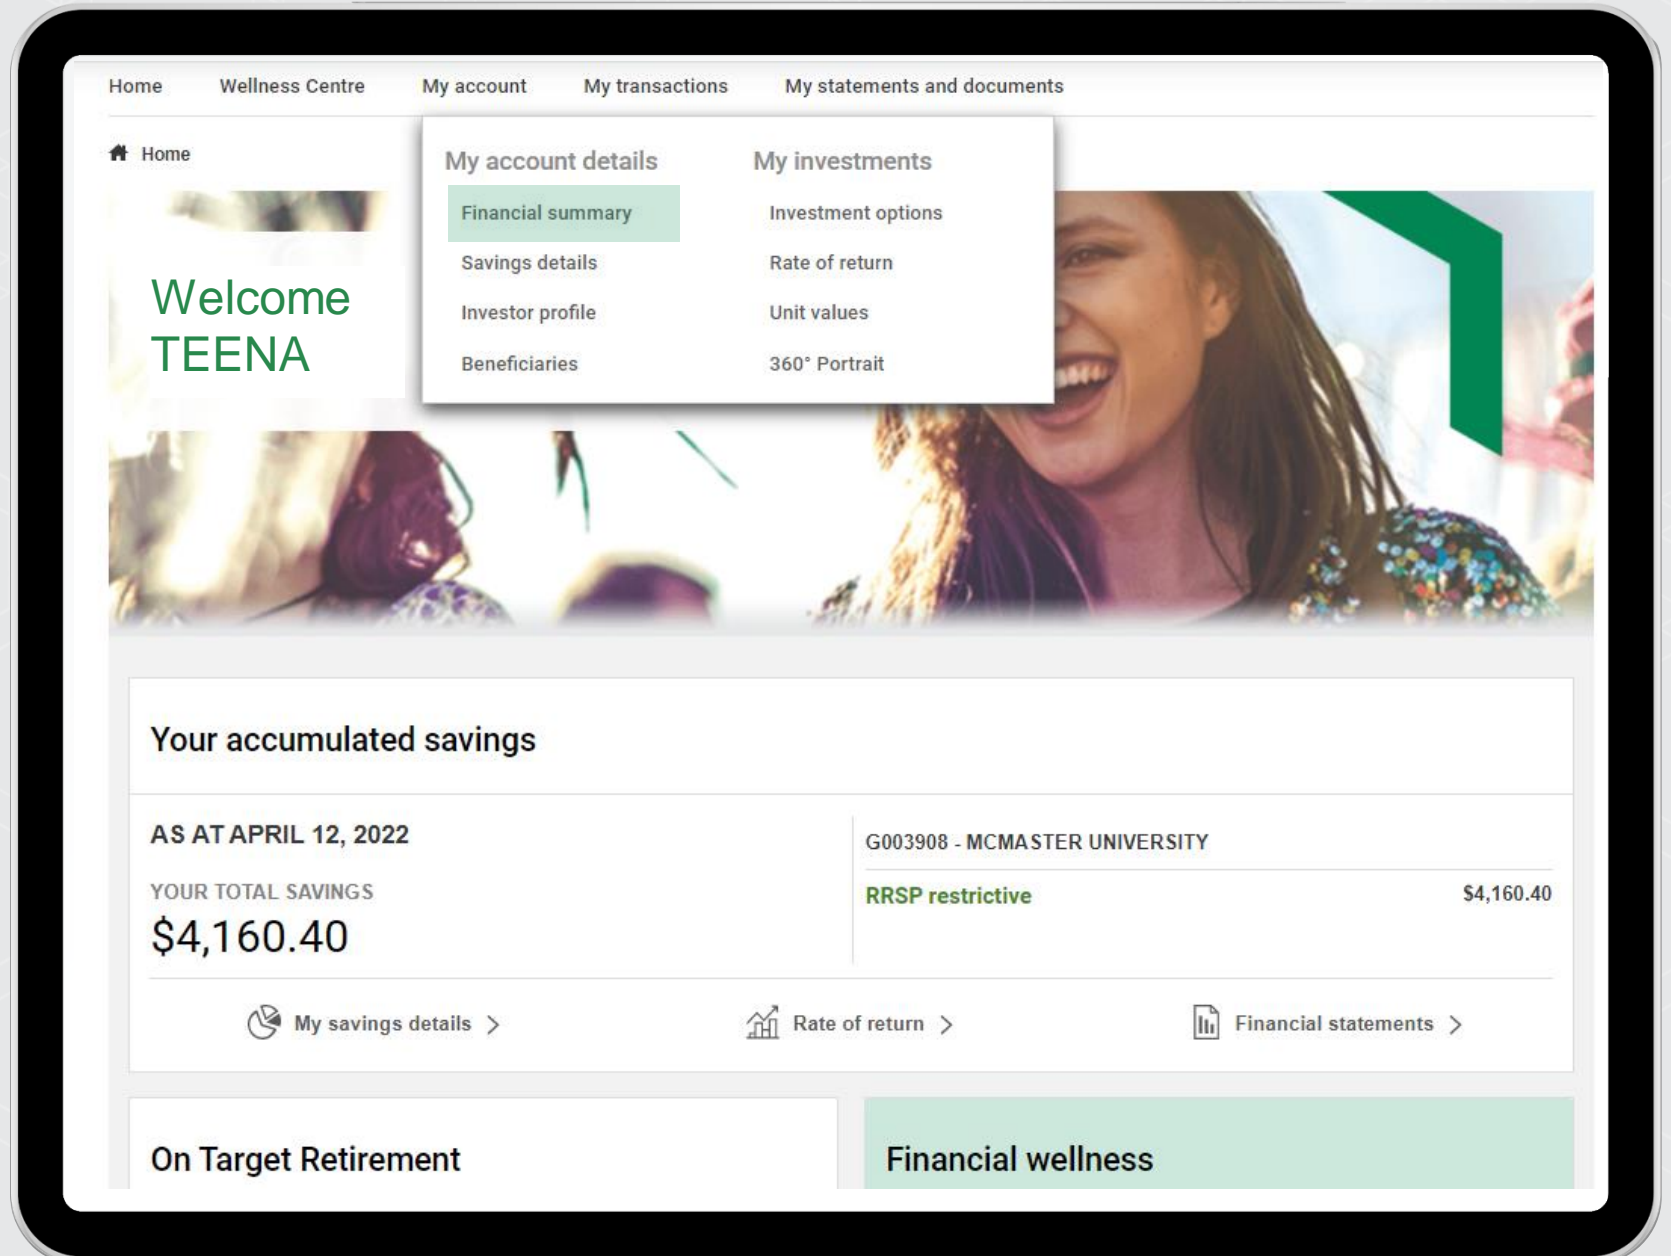 Home Wellness Centre My account My transactions My statements and documents
Home
My account details
Financial summary
Savings details
Investor profile
Beneficiaries
My investments
Investment options
Rate of return
Unit values
360° Portrait
Welcome
TEENA
Your accumulated savings
AS AT APRIL 12, 2022
YOUR TOTAL SAVINGS
$4,160.40
G003908 - MCMASTER UNIVERSITY
RRSP restrictive $4,160.40
My savings details > Rate of return > Financial statements >
On Target Retirement
Financial wellness